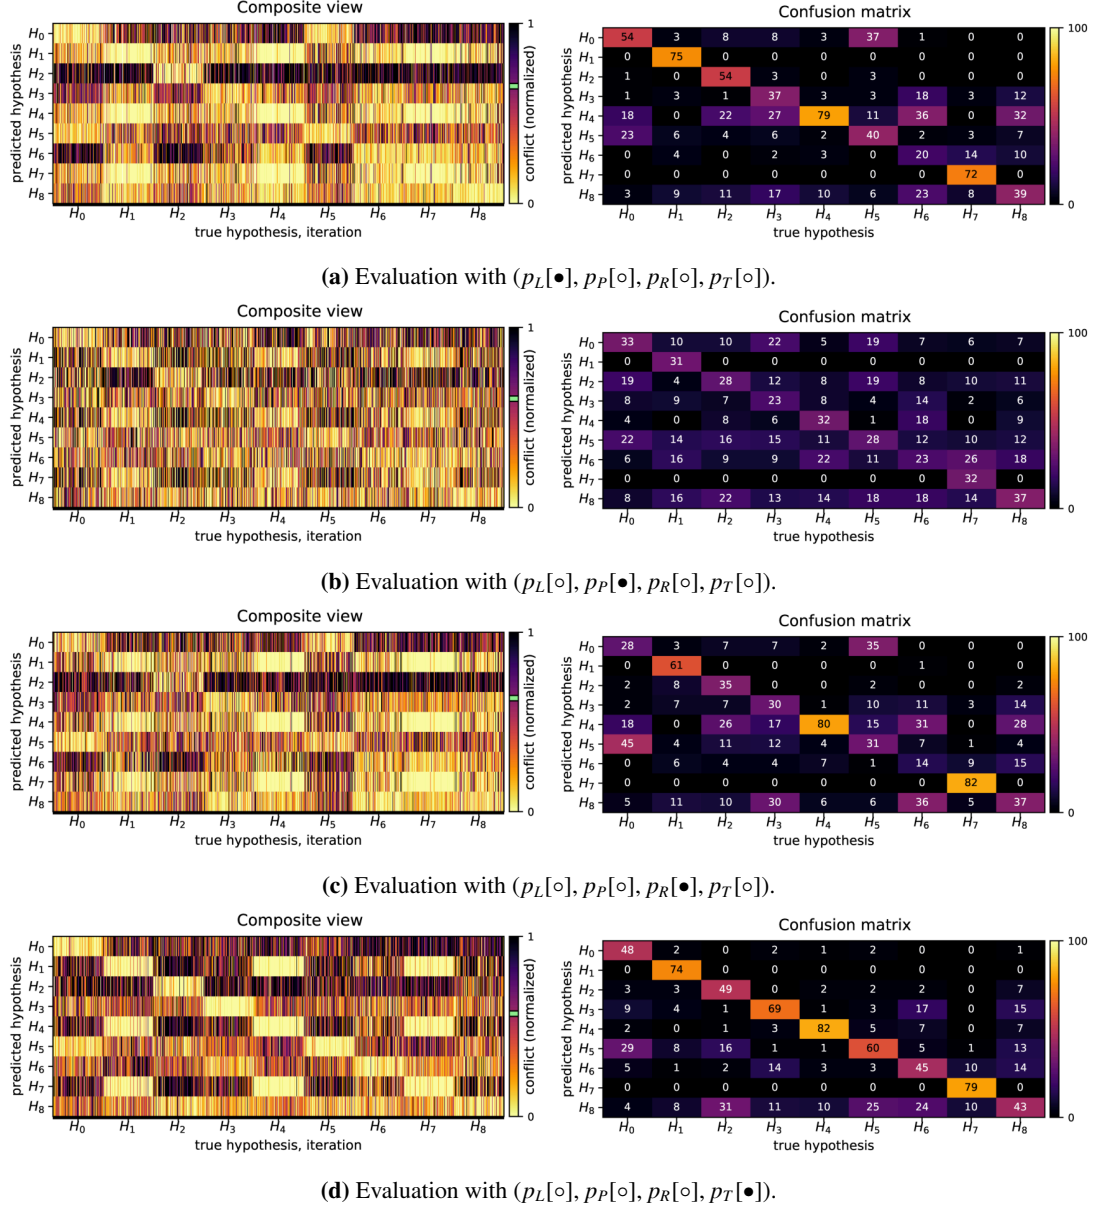 Composite view
predicted hypothesis
H0
H1
H2
H3
H4
H5
H6
H7
H8
H0 H1 H2 H3 H4 H5 H6 H7 H8
true hypothesis, iteration
1
0
conflict (normalized)
Confusion matrix
predicted hypothesis
H0 54 3 8 8 3 37 1 0 0
H1 0 75 0 0 0 0 0 0 0
H2 1 0 54 3 0 3 0 0 0
H3 1 3 1 37 3 3 18 3 12
H4 18 0 22 27 79 11 36 0 32
H5 23 6 4 6 2 40 2 3 7
H6 0 4 0 2 3 0 20 14 10
H7 0 0 0 0 0 0 0 72 0
H8 3 9 11 17 10 6 23 8 39
H0 H1 H2 H3 H4 H5 H6 H7 H8
true hypothesis
100
0
(a) Evaluation with (pL[•], pP[◦], pR[◦], pT[◦]).
Composite view
predicted hypothesis
H0
H1
H2
H3
H4
H5
H6
H7
H8
H0 H1 H2 H3 H4 H5 H6 H7 H8
true hypothesis, iteration
1
0
conflict (normalized)
Confusion matrix
predicted hypothesis
H0 33 10 10 22 5 19 7 6 7
H1 0 31 0 0 0 0 0 0 0
H2 19 4 28 12 8 19 8 10 11
H3 8 9 7 23 8 4 14 2 6
H4 4 0 8 6 32 1 18 0 9
H5 22 14 16 15 11 28 12 10 12
H6 6 16 9 9 22 11 23 26 18
H7 0 0 0 0 0 0 0 32 0
H8 8 16 22 13 14 18 18 14 37
H0 H1 H2 H3 H4 H5 H6 H7 H8
true hypothesis
100
0
(b) Evaluation with (pL[◦], pP[•], pR[◦], pT[◦]).
Composite view
predicted hypothesis
H0
H1
H2
H3
H4
H5
H6
H7
H8
H0 H1 H2 H3 H4 H5 H6 H7 H8
true hypothesis, iteration
1
0
conflict (normalized)
Confusion matrix
predicted hypothesis
H0 28 3 7 7 2 35 0 0 0
H1 0 61 0 0 0 0 1 0 0
H2 2 8 35 0 0 2 0 0 2
H3 2 7 7 30 1 10 11 3 14
H4 18 0 26 17 80 15 31 0 28
H5 45 4 11 12 4 31 7 1 4
H6 0 6 4 4 7 1 14 9 15
H7 0 0 0 0 0 0 0 82 0
H8 5 11 10 30 6 6 36 5 37
H0 H1 H2 H3 H4 H5 H6 H7 H8
true hypothesis
100
0
(c) Evaluation with (pL[◦], pP[◦], pR[•], pT[◦]).
Composite view
predicted hypothesis
H0
H1
H2
H3
H4
H5
H6
H7
H8
H0 H1 H2 H3 H4 H5 H6 H7 H8
true hypothesis, iteration
1
0
conflict (normalized)
Confusion matrix
predicted hypothesis
H0 48 2 0 2 1 2 0 0 1
H1 0 74 0 0 0 0 0 0 0
H2 3 3 49 0 2 2 2 0 7
H3 9 4 1 69 1 3 17 0 15
H4 2 0 1 3 82 5 7 0 7
H5 29 8 16 1 1 60 5 1 13
H6 5 1 2 14 3 3 45 10 14
H7 0 0 0 0 0 0 0 79 0
H8 4 8 31 11 10 25 24 10 43
H0 H1 H2 H3 H4 H5 H6 H7 H8
true hypothesis
100
0
(d) Evaluation with (pL[◦], pP[◦], pR[◦], pT[•]).